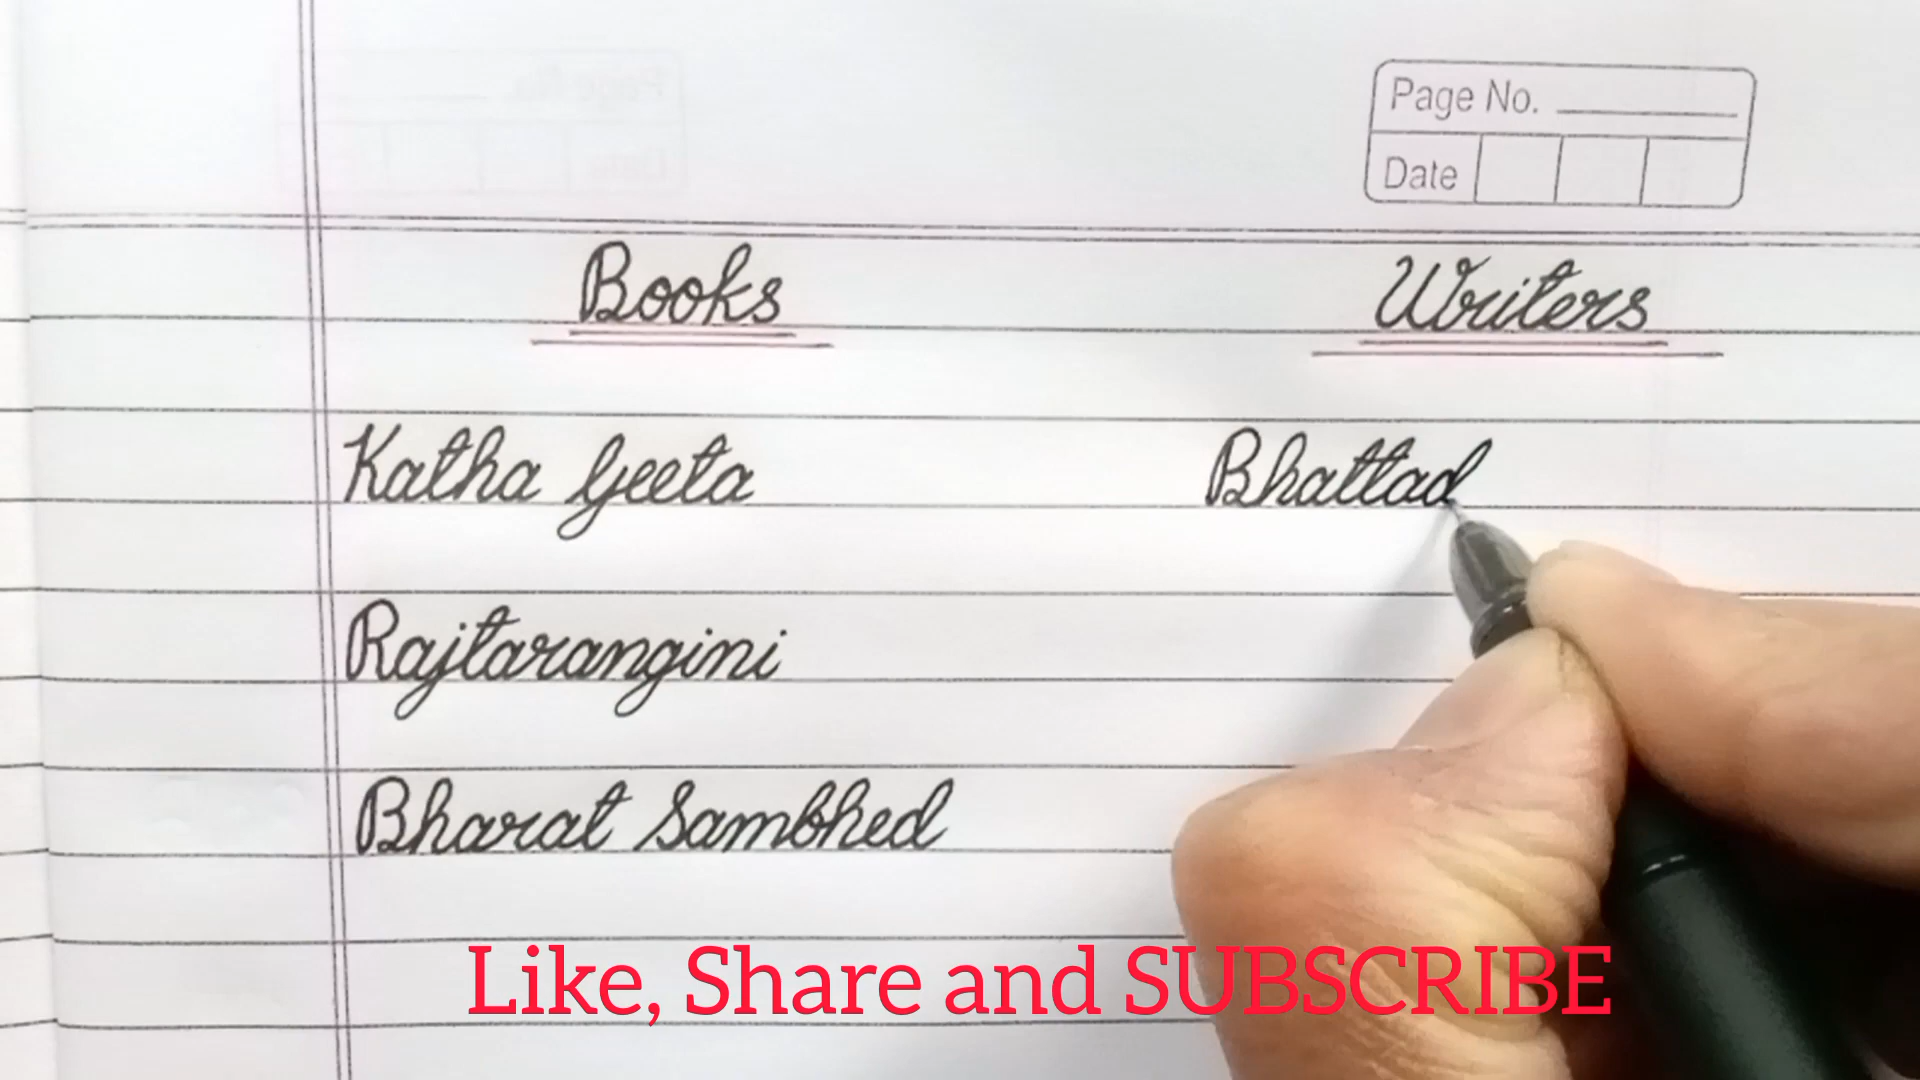 Page No.
Date
Books Writers
Katha Geeta Bhattad
Rajtarangini
Bharat Sambhed
Like, Share and SUBSCRIBE